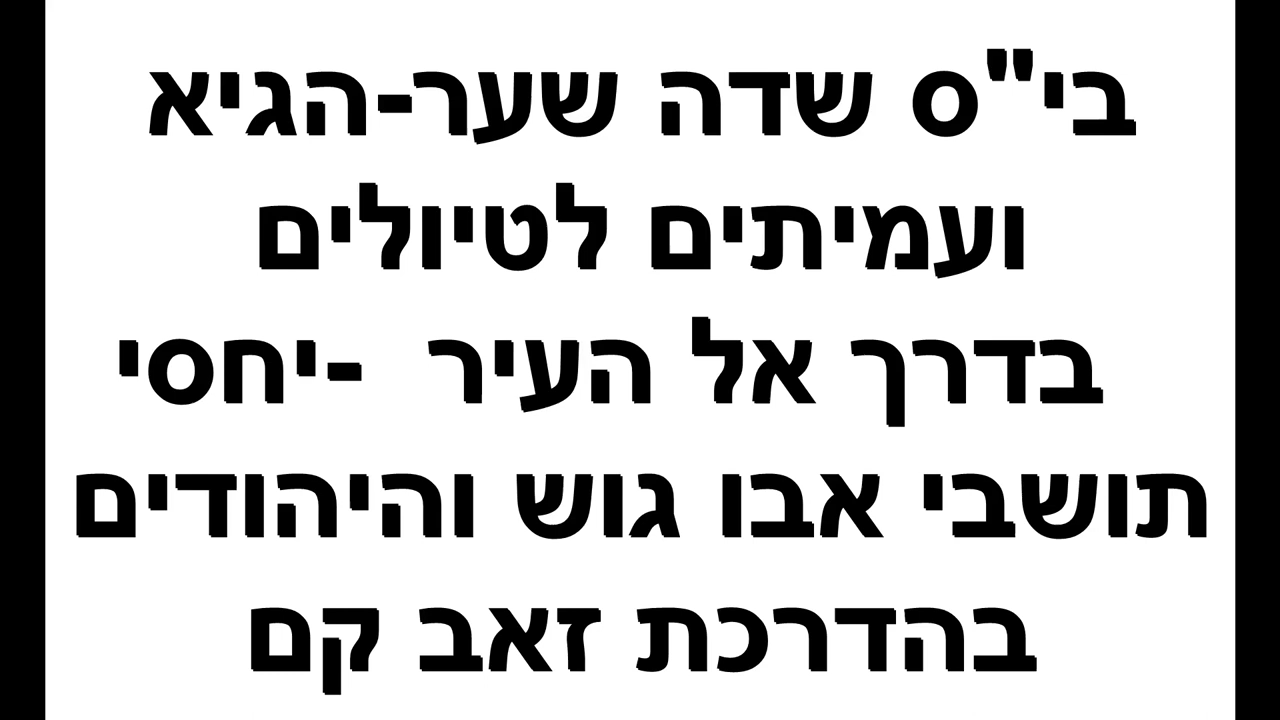 בי"ס שדה שער-הגיא
ועמיתים לטיולים
בדרך אל העיר -יחסי
תושבי אבו גוש והיהודים
בהדרכת זאב קם